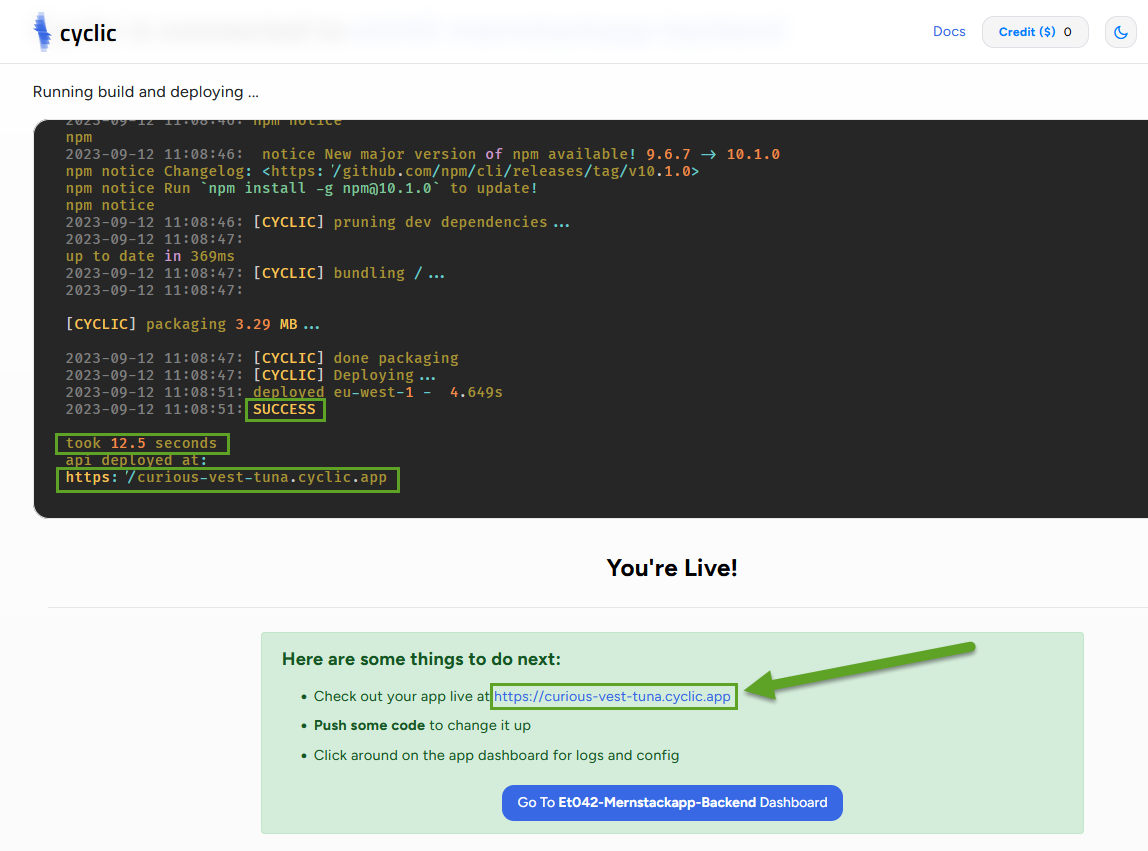 cyclic
Docs
Credit ($) 0
Running build and deploying ...
2023-09-12 11:08:46: npm notice
npm
2023-09-12 11:08:46:  notice New major version of npm available! 9.6.7 -> 10.1.0
npm notice Changelog: <https://github.com/npm/cli/releases/tag/v10.1.0>
npm notice Run `npm install -g npm@10.1.0` to update!
npm notice
2023-09-12 11:08:46: [CYCLIC] pruning dev dependencies...
2023-09-12 11:08:47:
up to date in 369ms
2023-09-12 11:08:47: [CYCLIC] bundling /...
2023-09-12 11:08:47:
[CYCLIC] packaging 3.29 MB...
2023-09-12 11:08:47: [CYCLIC] done packaging
2023-09-12 11:08:47: [CYCLIC] Deploying...
2023-09-12 11:08:51: deployed eu-west-1 - 4.649s
2023-09-12 11:08:51: SUCCESS
took 12.5 seconds
api deployed at:
https://curious-vest-tuna.cyclic.app
You're Live!
Here are some things to do next:
• Check out your app live at https://curious-vest-tuna.cyclic.app
• Push some code to change it up
• Click around on the app dashboard for logs and config
Go To Et042-Mernstackapp-Backend Dashboard